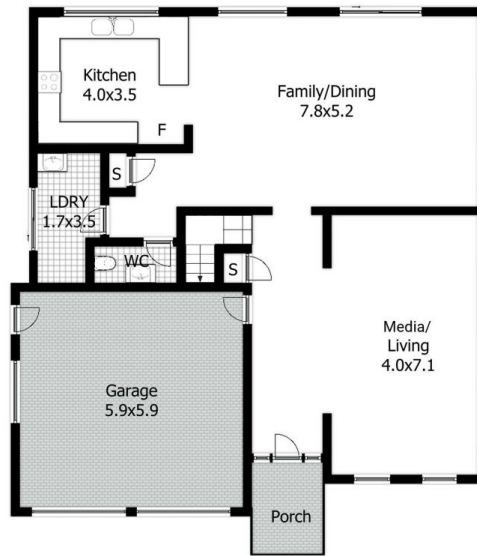 Kitchen
4.0x3.5
Family/Dining
7.8x5.2
F
S
LDRY
1.7x3.5
WC
S
Media/
Living
4.0x7.1
Garage
5.9x5.9
Porch